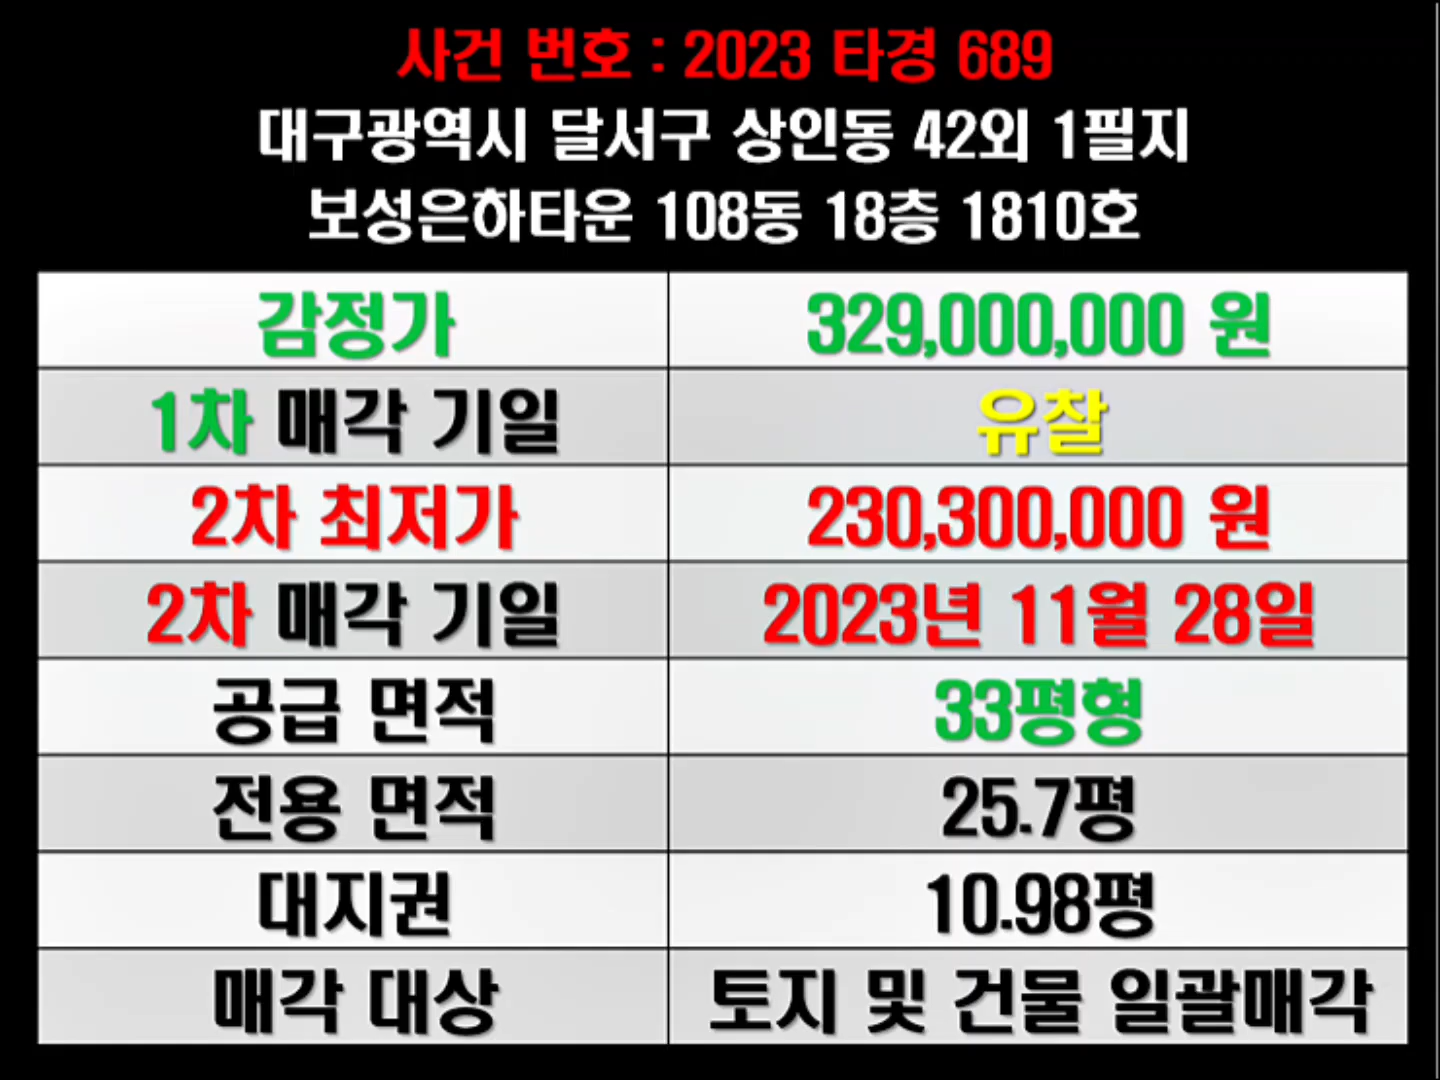 사건 번호 : 2023 타경 689
대구광역시 달서구 상인동 42외 1필지
보성은하타운 108동 18층 1810호
감정가 329,000,000 원
1차 매각 기일 유찰
2차 최저가 230,300,000 원
2차 매각 기일 2023년 11월 28일
공급 면적 33평형
전용 면적 25.7평
대지권 10.98평
매각 대상 토지 및 건물 일괄매각